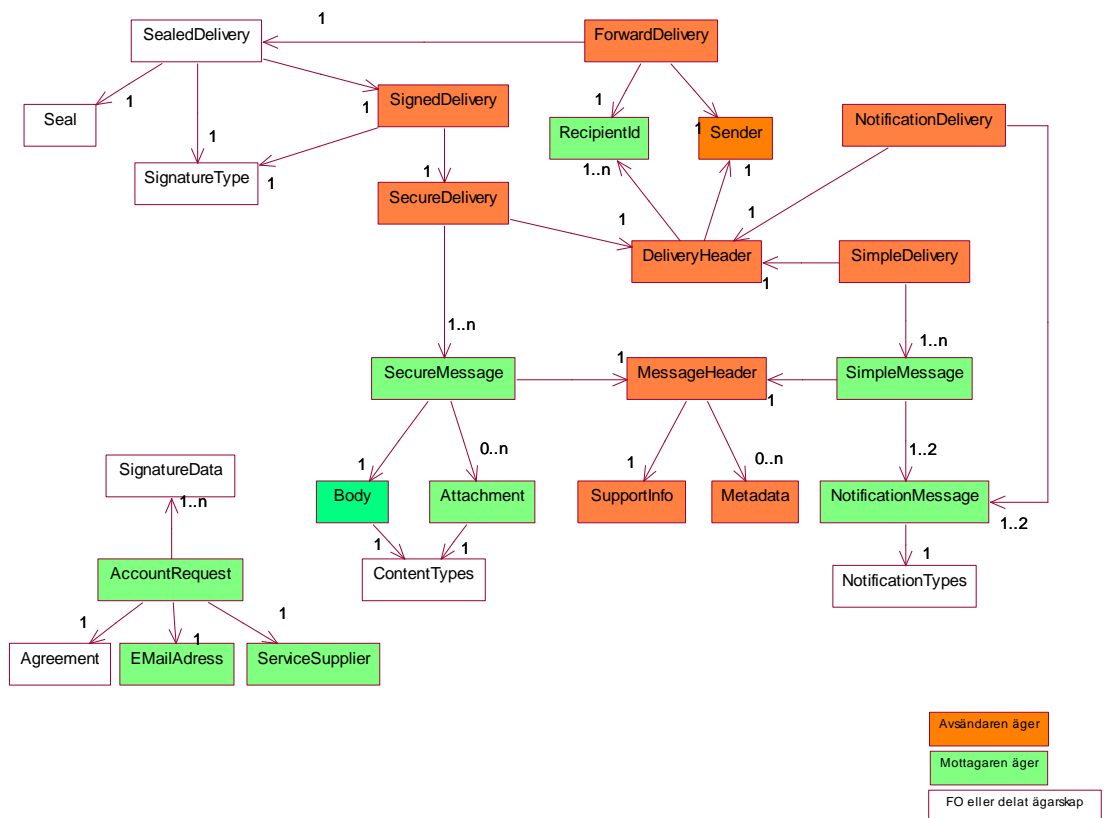 1
SealedDelivery
ForwardDelivery
1
SignedDelivery
1
1
Seal
1
1
NotificationDelivery
RecipientId
1
Sender
1
SignatureType
1
1
1..n
1
SecureDelivery
1
1
DeliveryHeader
SimpleDelivery
1
1..n
1..n
SecureMessage
1
MessageHeader
SimpleMessage
1
1
0..n
1
0..n
1..2
SignatureData
1..n
Body
Attachment
SupportInfo
Metadata
NotificationMessage
1..2
1
1
1
AccountRequest
ContentTypes
NotificationTypes
1
1
1
Agreement
EMailAdress
ServiceSupplier
Avsändaren äger
Mottagaren äger
FO eller delat ägarskap